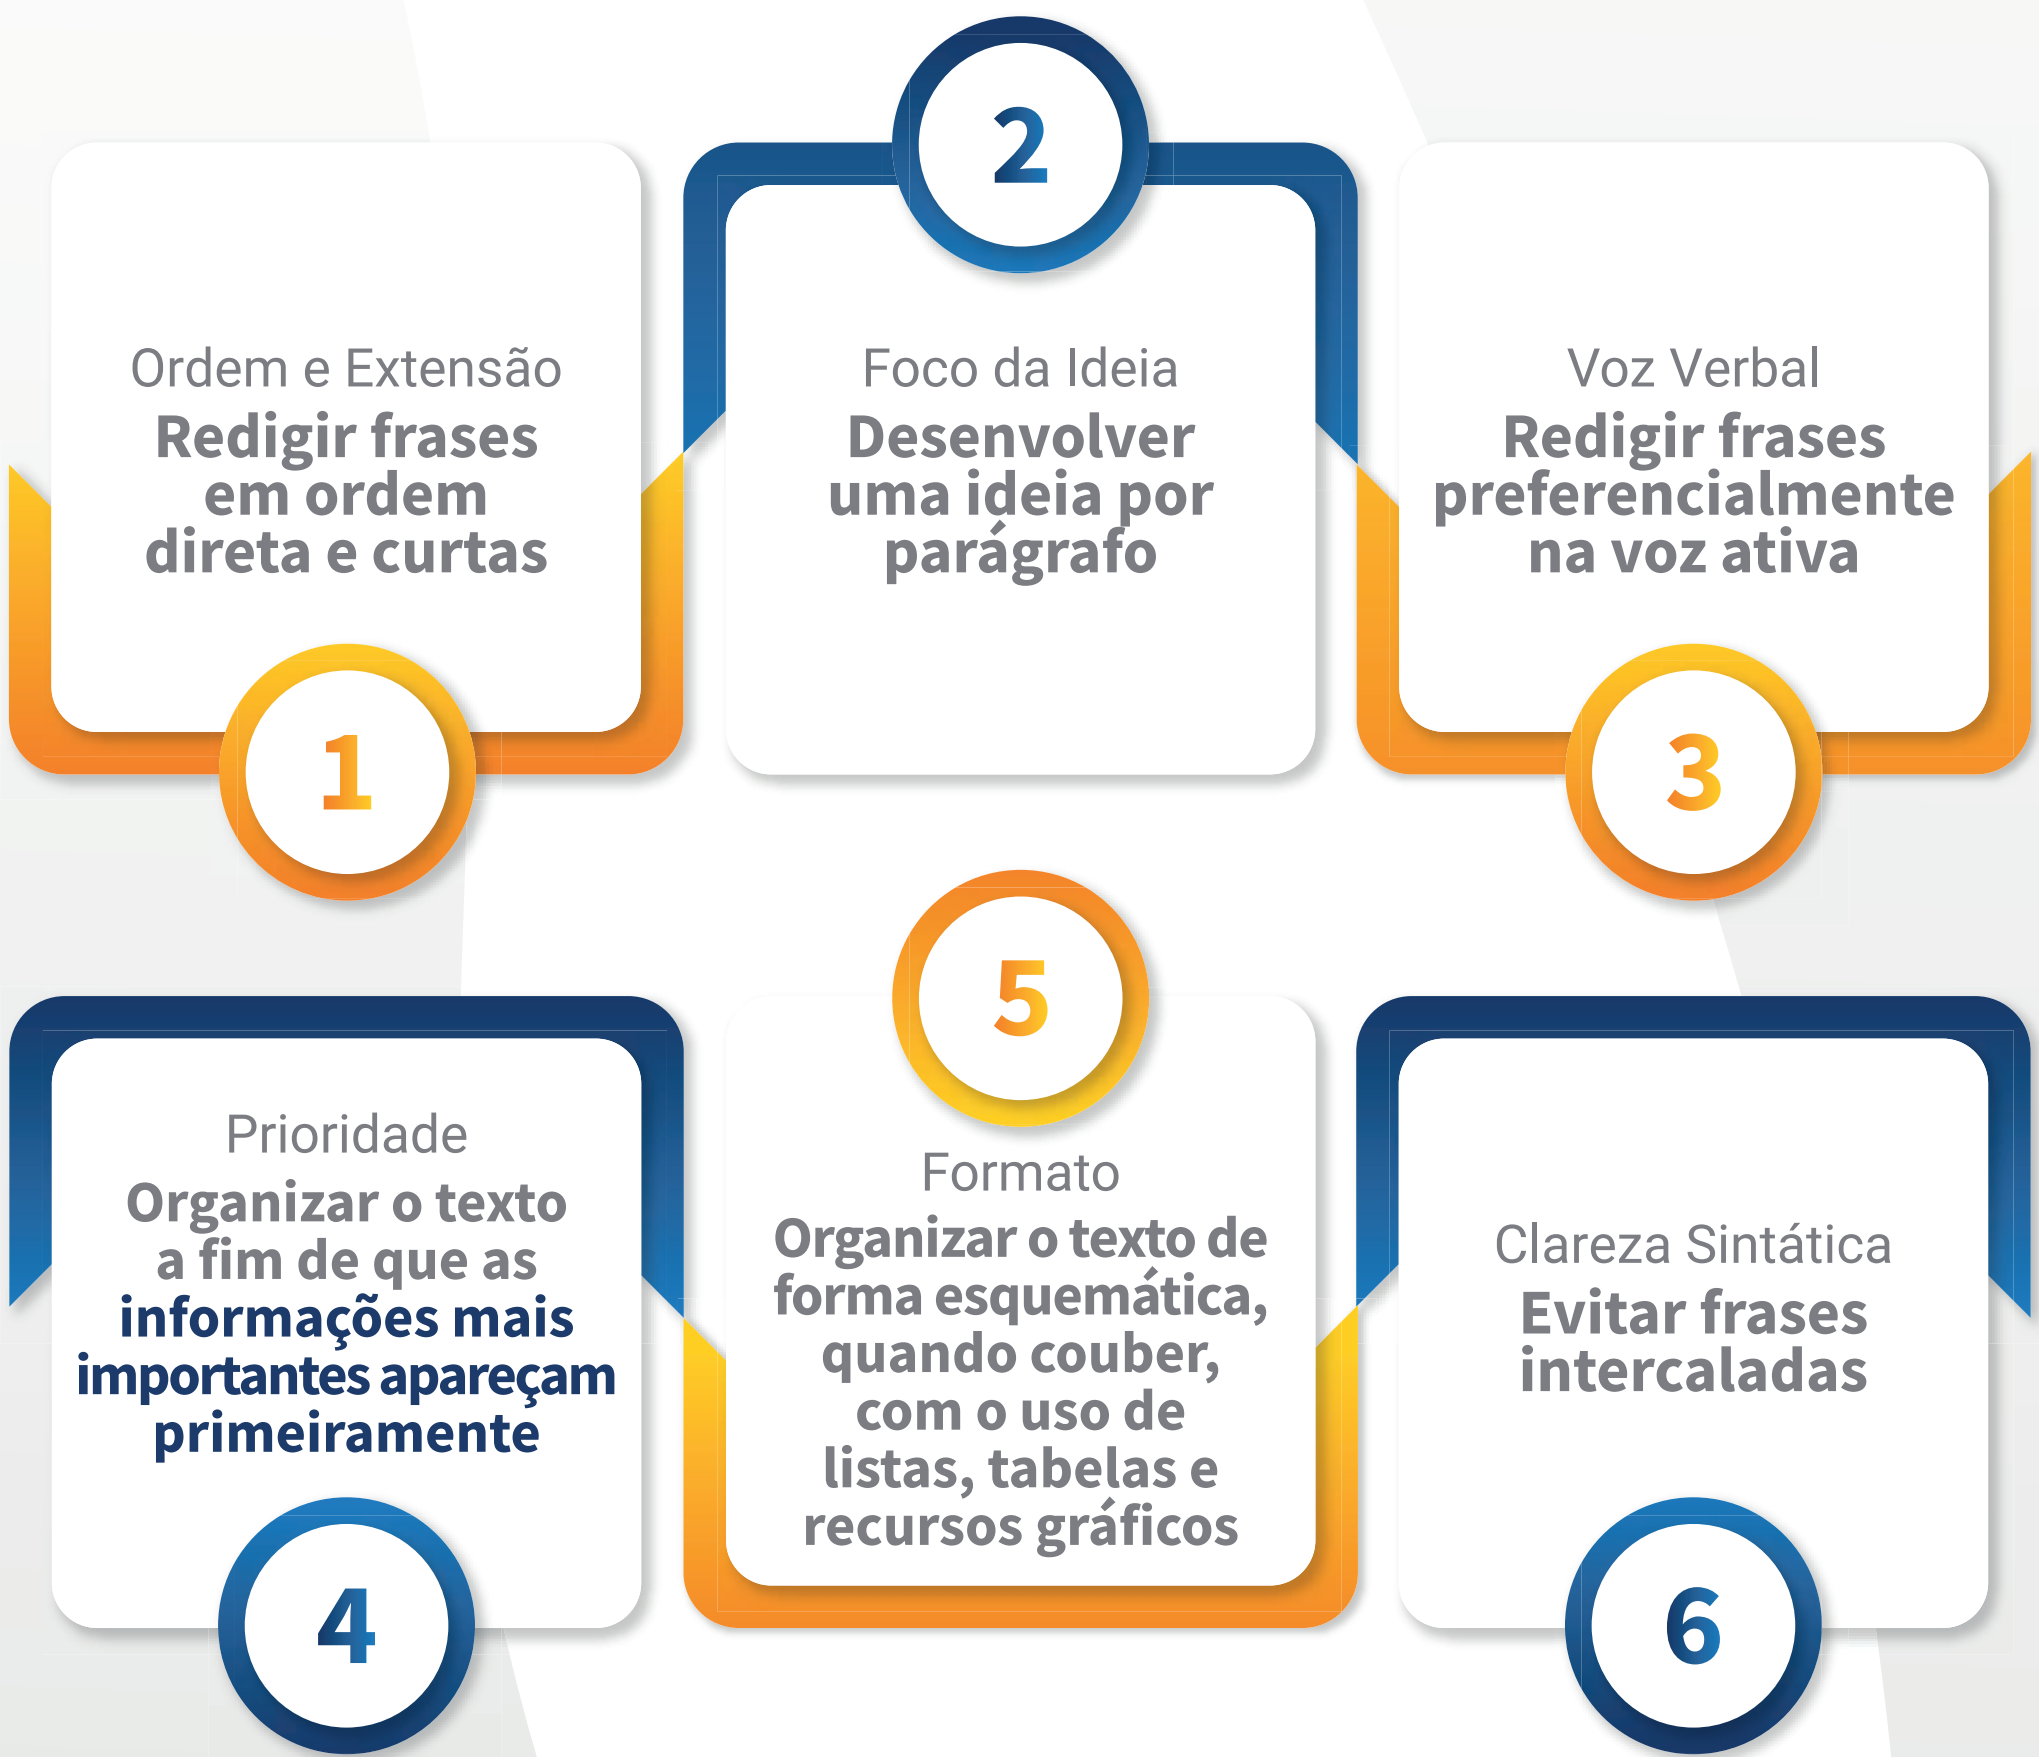 Ordem e Extensão
Redigir frases
em ordem
direta e curtas
1
2
Foco da Ideia
Desenvolver
uma ideia por
parágrafo
Voz Verbal
Redigir frases
preferencialmente
na voz ativa
3
Prioridade
Organizar o texto
a fim de que as
informações mais
importantes apareçam
primeiramente
4
5
Formato
Organizar o texto de
forma esquemática,
quando couber,
com o uso de
listas, tabelas e
recursos gráficos
Clareza Sintática
Evitar frases
intercaladas
6